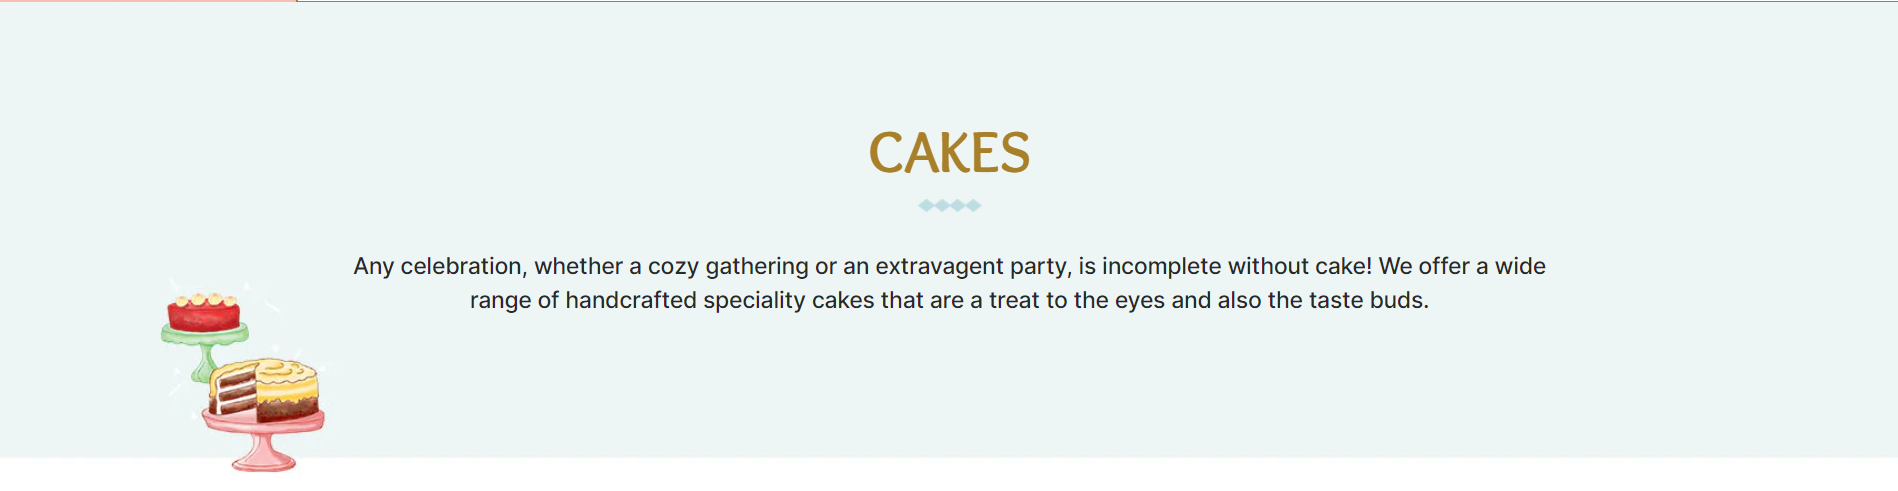 CAKES
Any celebration, whether a cozy gathering or an extravagent party, is incomplete without cake! We offer a wide
range of handcrafted speciality cakes that are a treat to the eyes and also the taste buds.